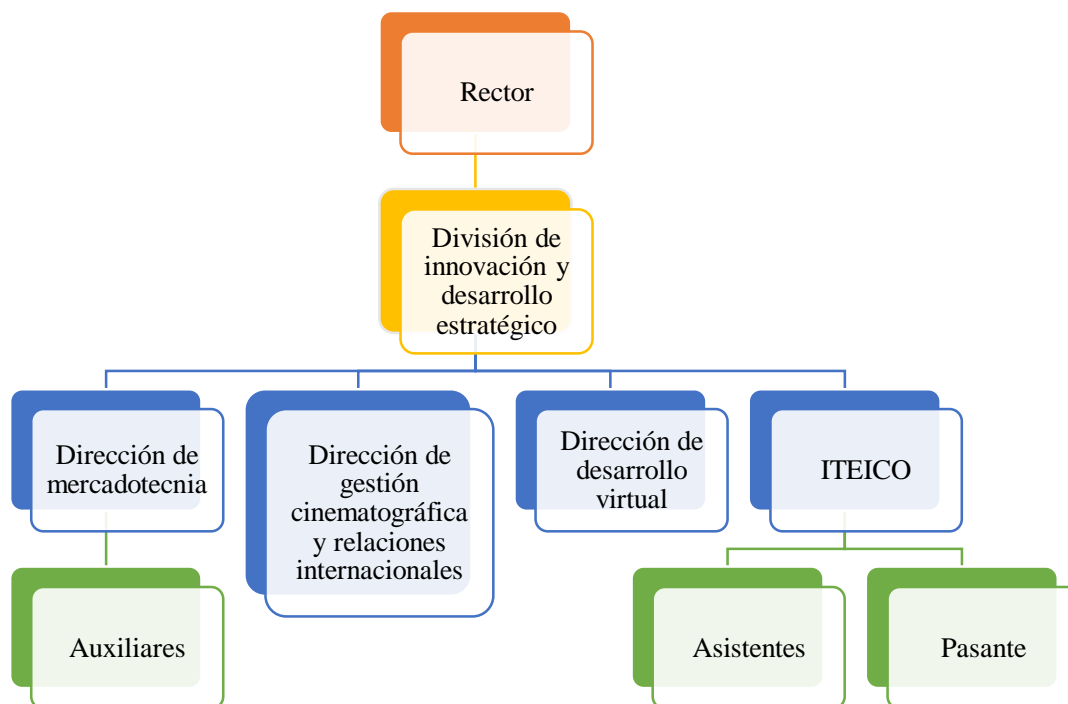 Rector
División de
innovación y
desarrollo
estratégico
Dirección de
mercadotecnia
Dirección de
gestión
cinematográfica
y relaciones
internacionales
Dirección de
desarrollo
virtual
ITEICO
Auxiliares
Asistentes
Pasante